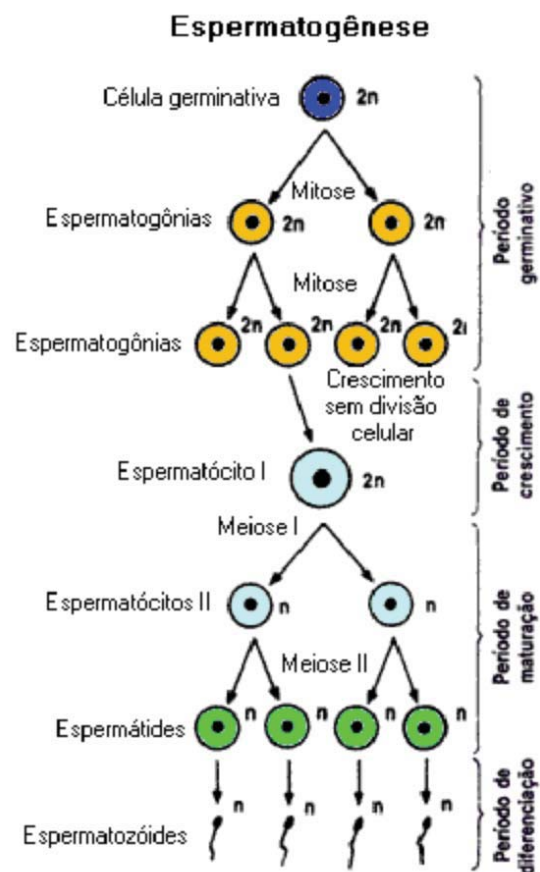 Espermatogênese
Célula germinativa
2n
Mitose
Espermatogônias
2n
2n
Mitose
Espermatogônias
2n
2n
2n
2n
Período
germinativo
Crescimento
sem divisão
celular
Espermatócito I
2n
Período de
crescimento
Meiose I
Espermatócitos II
n
n
Meiose II
Espermátides
n
n
n
n
Período de
maturação
Espermatozóides
n
n
n
n
Período de
diferenciação